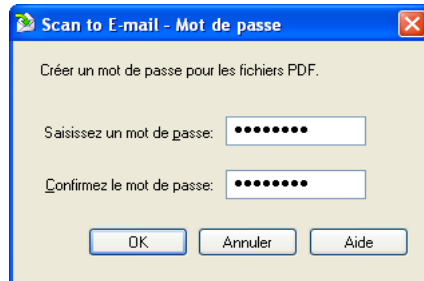 Scan to E-mail - Mot de passe
Créer un mot de passe pour les fichiers PDF.
Saisissez un mot de passe: ●●●●●●●●
Confirmez le mot de passe: ●●●●●●●●
OK Annuler Aide